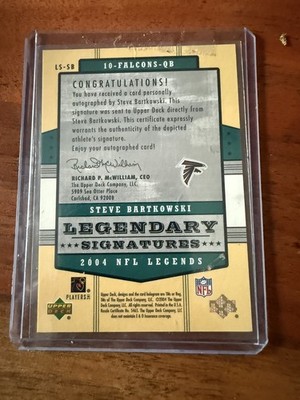 LS-SB
10-FALCONS-QB
CONGRATULATIONS!
You have received a card personally
autographed by Steve Bartkowski. This
signature was sent to Upper Deck directly from
Steve Bartkowski. This certificate expressly
warrants the authenticity of the depicted
athlete's signature.
Enjoy your autographed card!
RICHARD P. McWILLIAM, CEO
The Upper Deck Company, LLC.
5909 Sea Otter Place
Carlsbad, CA 92008
STEVE BARTKOWSKI
LEGENDARY
SIGNATURES
2004 NFL LEGENDS
UPPER DECK
PLAYERS
NFL